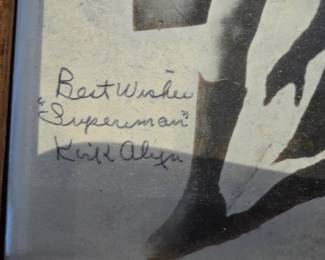 Best Wishes
"Superman"
Kirk Alyn